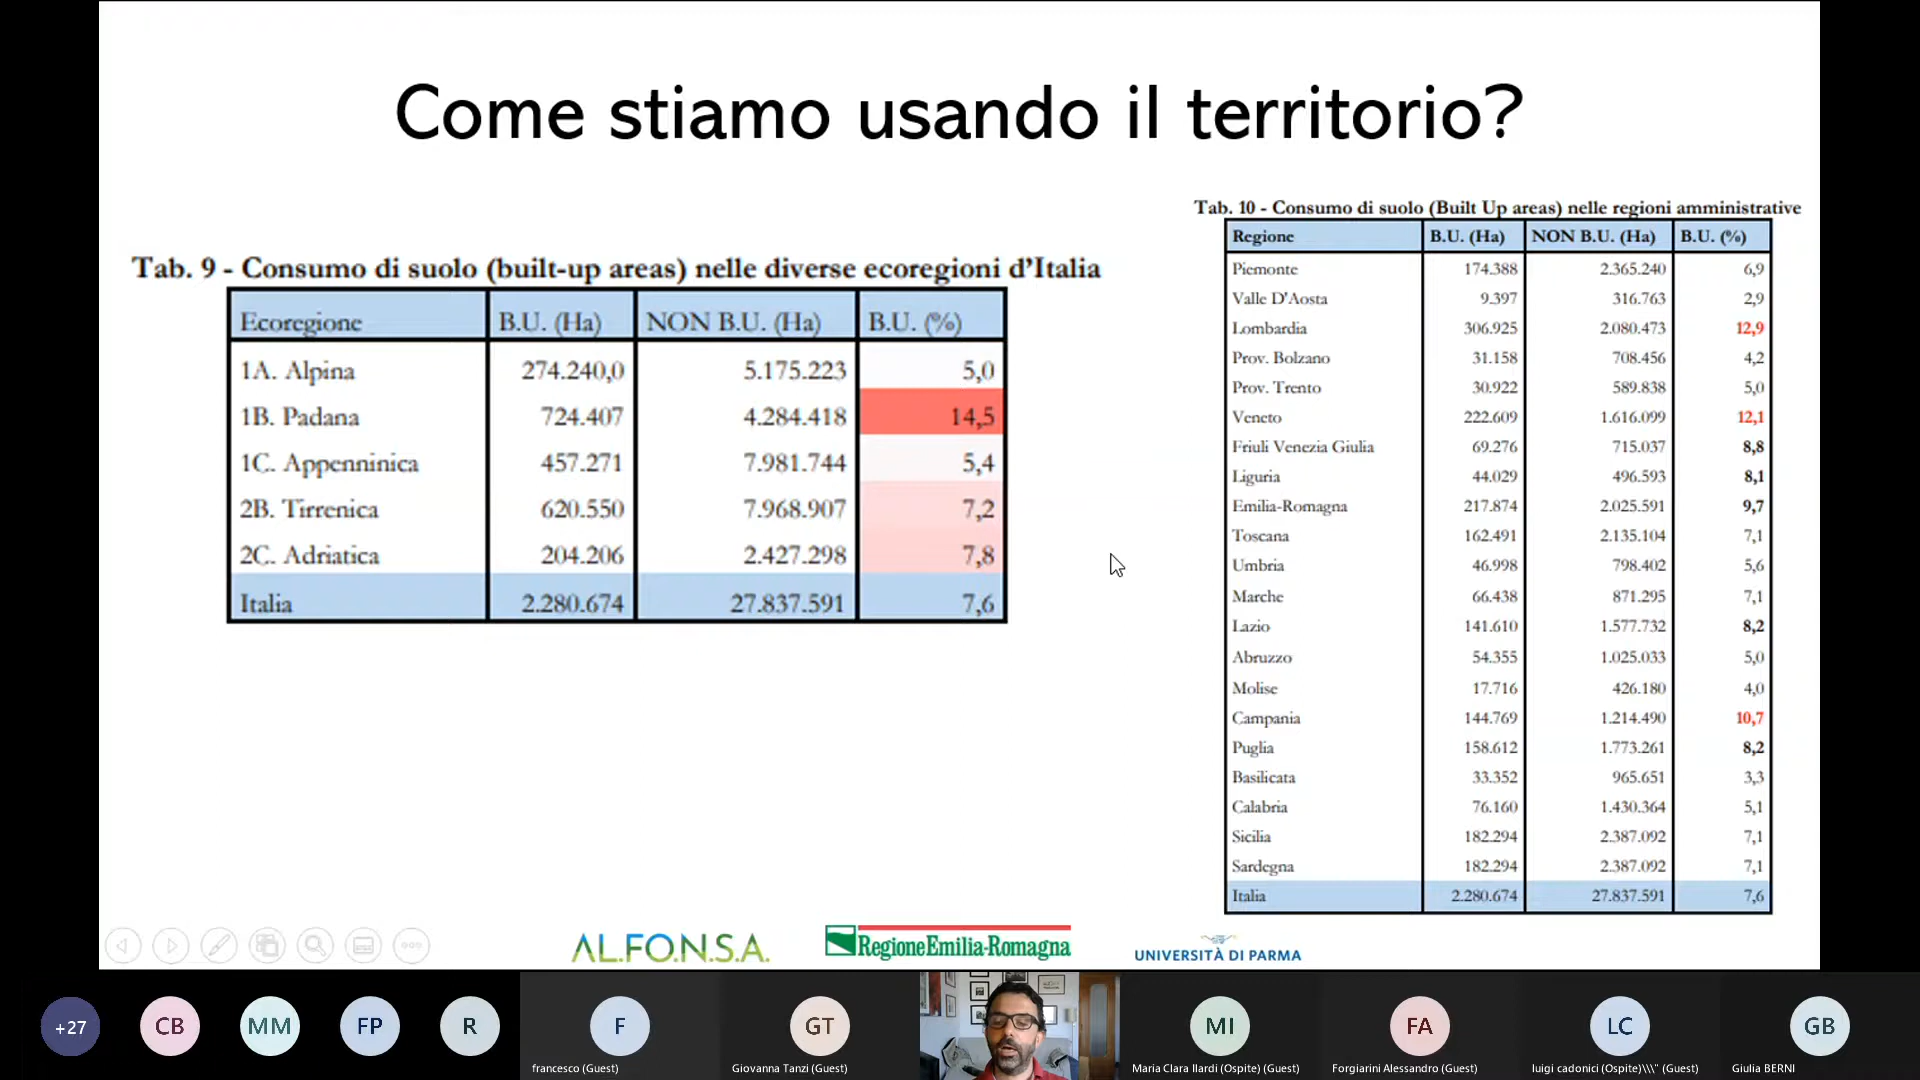 Come stiamo usando il territorio?
Tab. 9 - Consumo di suolo (built-up areas) nelle diverse ecoregioni d'Italia
Ecoregione B.U. (Ha) NON B.U. (Ha) B.U. (%)
1A. Alpina 274.240,0 5.175.223 5,0
1B. Padana 724.407 4.284.418 14,5
1C. Appenninica 457.271 7.981.744 5,4
2B. Tirrenica 620.550 7.968.907 7,2
2C. Adriatica 204.206 2.427.298 7,8
Italia 2.280.674 27.837.591 7,6
Tab. 10 - Consumo di suolo (Built Up areas) nelle regioni amministrative
Regione B.U. (Ha) NON B.U. (Ha) B.U. (%)
Piemonte 174.388 2.365.240 6,9
Valle D'Aosta 9.397 316.763 2,9
Lombardia 306.925 2.080.473 12,9
Prov. Bolzano 31.158 708.456 4,2
Prov. Trento 30.922 589.838 5,0
Veneto 222.609 1.616.099 12,1
Friuli Venezia Giulia 69.276 715.037 8,8
Liguria 44.029 496.593 8,1
Emilia-Romagna 217.874 2.025.591 9,7
Toscana 162.491 2.135.104 7,1
Umbria 46.998 798.402 5,6
Marche 66.438 871.295 7,1
Lazio 141.610 1.577.732 8,2
Abruzzo 54.355 1.025.033 5,0
Molise 17.716 426.180 4,0
Campania 144.769 1.214.490 10,7
Puglia 158.612 1.773.261 8,2
Basilicata 33.352 965.651 3,3
Calabria 76.160 1.430.364 5,1
Sicilia 182.294 2.387.092 7,1
Sardegna 182.294 2.387.092 7,1
Italia 2.280.674 27.837.591 7,6
AL.FO.N.S.A.
RegioneEmilia-Romagna
UNIVERSITÀ DI PARMA
+27
CB
MM
FP
R
F
GT
MI
FA
LC
GB
francesco (Guest)
Giovanna Tanzi (Guest)
Maria Clara Ilardi (Ospite) (Guest)
Forgiarini Alessandro (Guest)
luigi cadonici (Ospite)\\\" (Guest)
Giulia BERNI